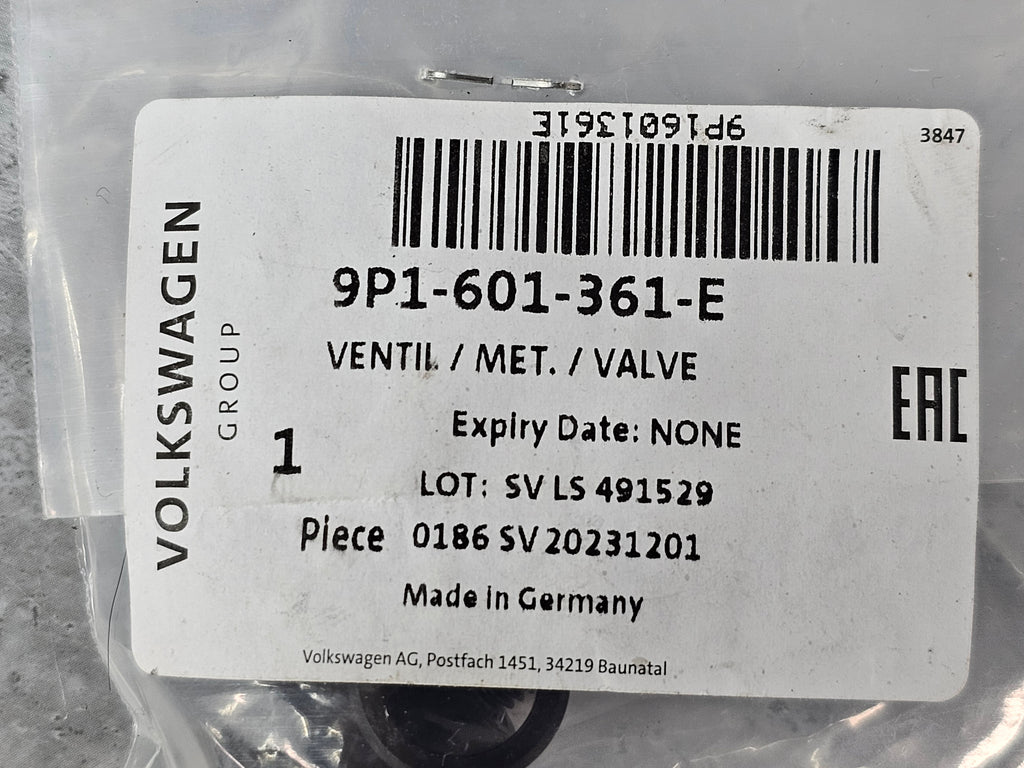 9P1601361E
3847
VOLKSWAGEN
GROUP
9P1-601-361-E
VENTIL / MET. / VALVE
EAC
Expiry Date: NONE
1
LOT: SV LS 491529
Piece 0186 SV 20231201
Made in Germany
Volkswagen AG, Postfach 1451, 34219 Baunatal